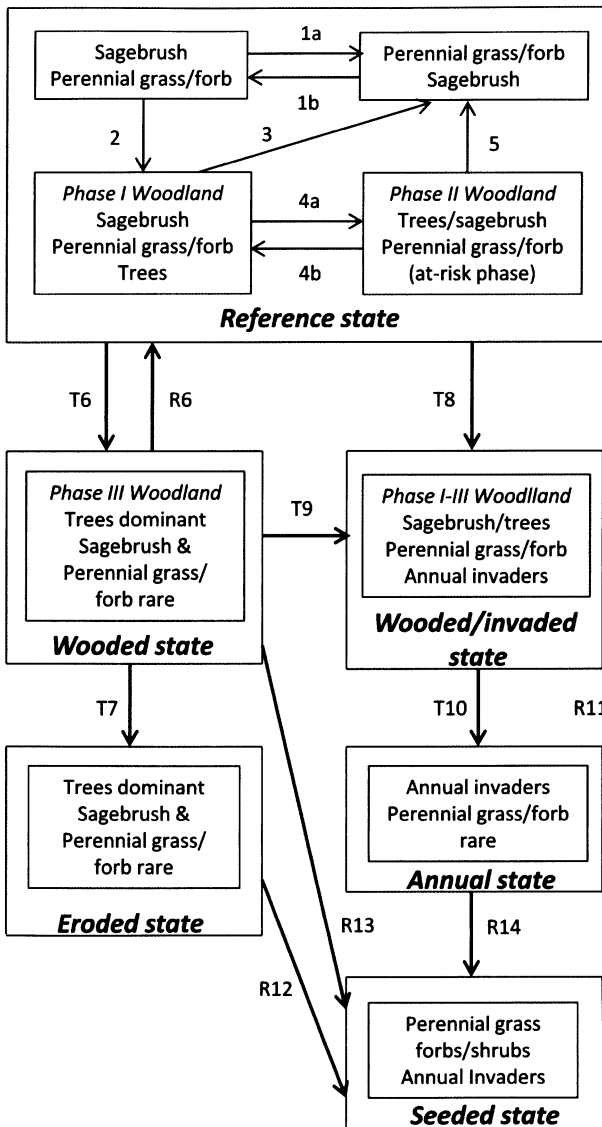 Sagebrush
Perennial grass/forb
1a
Perennial grass/forb
Sagebrush
1b
2
3
5
Phase I Woodland
Sagebrush
Perennial grass/forb
Trees
4a
4b
Phase II Woodland
Trees/sagebrush
Perennial grass/forb
(at-risk phase)
Reference state
T6
R6
T8
Phase III Woodland
Trees dominant
Sagebrush &
Perennial grass/
forb rare
Wooded state
T9
Phase I-III Woodlland
Sagebrush/trees
Perennial grass/forb
Annual invaders
Wooded/invaded
state
T7
T10
R11
Trees dominant
Sagebrush &
Perennial grass/
forb rare
Eroded state
Annual invaders
Perennial grass/forb
rare
Annual state
R13
R14
R12
Perennial grass
forbs/shrubs
Annual Invaders
Seeded state